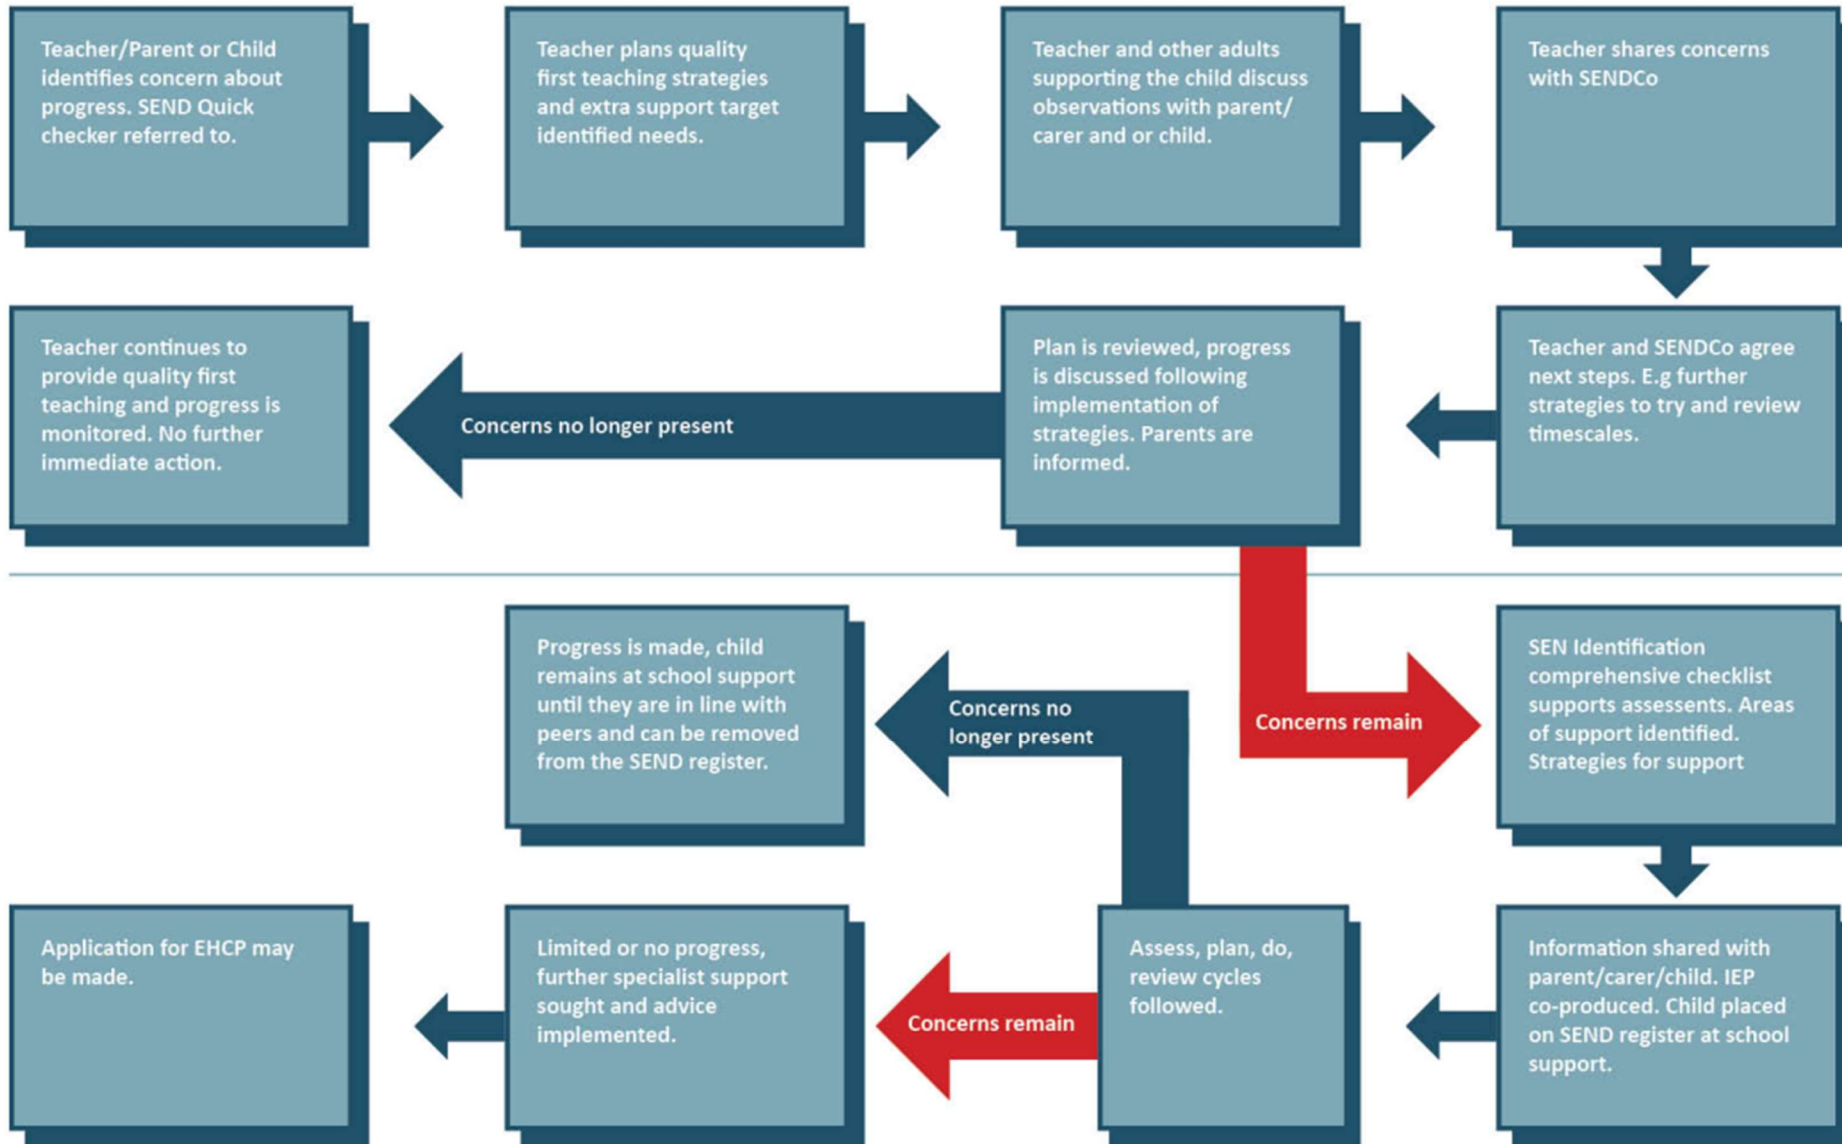 Teacher/Parent or Child
identifies concern about
progress. SEND Quick
checker referred to.
Teacher plans quality
first teaching strategies
and extra support target
identified needs.
Teacher and other adults
supporting the child discuss
observations with parent/
carer and or child.
Teacher shares concerns
with SENDCo
Teacher and SENDCo agree
next steps. E.g further
strategies to try and review
timescales.
Plan is reviewed, progress
is discussed following
implementation of
strategies. Parents are
informed.
Concerns no longer present
Teacher continues to
provide quality first
teaching and progress is
monitored. No further
immediate action.
Concerns remain
SEN Identification
comprehensive checklist
supports assessents. Areas
of support identified.
Strategies for support
Information shared with
parent/carer/child. IEP
co-produced. Child placed
on SEND register at school
support.
Assess, plan, do,
review cycles
followed.
Concerns no
longer present
Progress is made, child
remains at school support
until they are in line with
peers and can be removed
from the SEND register.
Concerns remain
Limited or no progress,
further specialist support
sought and advice
implemented.
Application for EHCP may
be made.